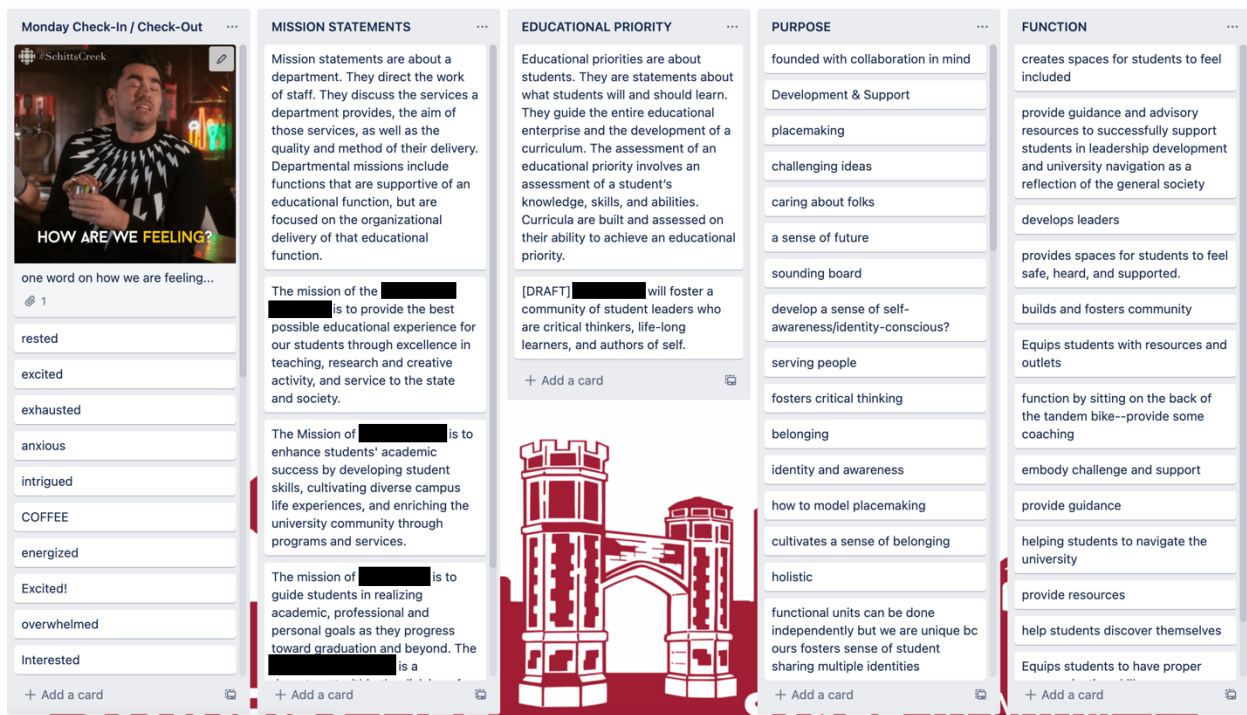 Monday Check-In / Check-Out
#SchittsCreek
HOW ARE WE FEELING?
one word on how we are feeling...
1
rested
excited
exhausted
anxious
intrigued
COFFEE
energized
Excited!
overwhelmed
Interested
+ Add a card
MISSION STATEMENTS
Mission statements are about a
department. They direct the work
of staff. They discuss the services a
department provides, the aim of
those services, as well as the
quality and method of their delivery.
Departmental missions include
functions that are supportive of an
educational function, but are
focused on the organizational
delivery of that educational
function.
The mission of the
is to provide the best
possible educational experience for
our students through excellence in
teaching, research and creative
activity, and service to the state
and society.
The Mission of is to
enhance students' academic
success by developing student
skills, cultivating diverse campus
life experiences, and enriching the
university community through
programs and services.
The mission of is to
guide students in realizing
academic, professional and
personal goals as they progress
toward graduation and beyond. The
is a
+ Add a card
EDUCATIONAL PRIORITY
Educational priorities are about
students. They are statements about
what students will and should learn.
They guide the entire educational
enterprise and the development of a
curriculum. The assessment of an
educational priority involves an
assessment of a student's
knowledge, skills, and abilities.
Curricula are built and assessed on
their ability to achieve an educational
priority.
[DRAFT] will foster a
community of student leaders who
are critical thinkers, life-long
learners, and authors of self.
+ Add a card
PURPOSE
founded with collaboration in mind
Development & Support
placemaking
challenging ideas
caring about folks
a sense of future
sounding board
develop a sense of self-
awareness/identity-conscious?
serving people
fosters critical thinking
belonging
identity and awareness
how to model placemaking
cultivates a sense of belonging
holistic
functional units can be done
independently but we are unique bc
ours fosters sense of student
sharing multiple identities
+ Add a card
FUNCTION
creates spaces for students to feel
included
provide guidance and advisory
resources to successfully support
students in leadership development
and university navigation as a
reflection of the general society
develops leaders
provides spaces for students to feel
safe, heard, and supported.
builds and fosters community
Equips students with resources and
outlets
function by sitting on the back of
the tandem bike--provide some
coaching
embody challenge and support
provide guidance
helping students to navigate the
university
provide resources
help students discover themselves
Equips students to have proper
+ Add a card